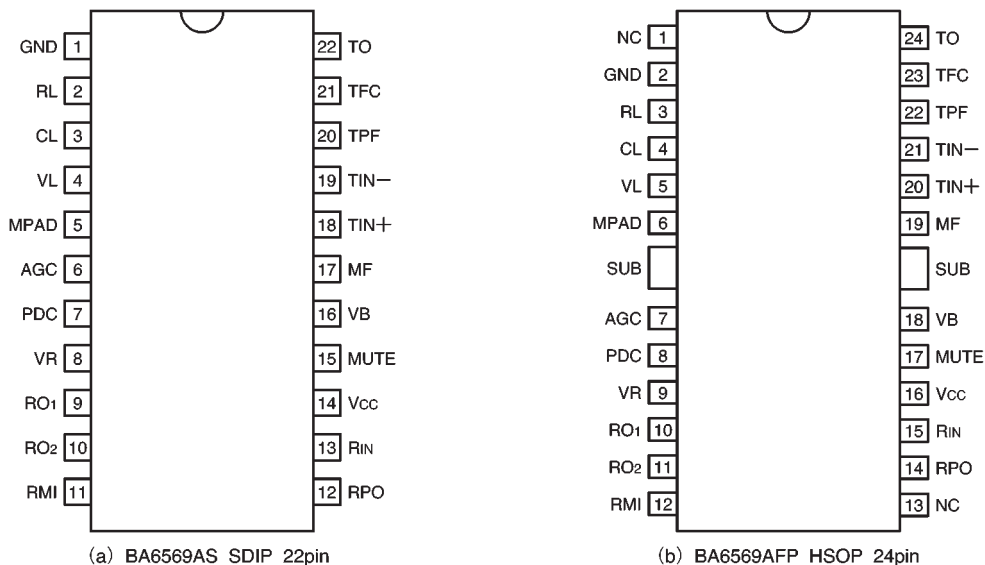 GND 1
RL 2
CL 3
VL 4
MPAD 5
AGC 6
PDC 7
VR 8
RO1 9
RO2 10
RMI 11
22 TO
21 TFC
20 TPF
19 TIN−
18 TIN+
17 MF
16 VB
15 MUTE
14 VCC
13 RIN
12 RPO
(a) BA6569AS SDIP 22pin
NC 1
GND 2
RL 3
CL 4
VL 5
MPAD 6
SUB
AGC 7
PDC 8
VR 9
RO1 10
RO2 11
RMI 12
24 TO
23 TFC
22 TPF
21 TIN−
20 TIN+
19 MF
SUB
18 VB
17 MUTE
16 VCC
15 RIN
14 RPO
13 NC
(b) BA6569AFP HSOP 24pin